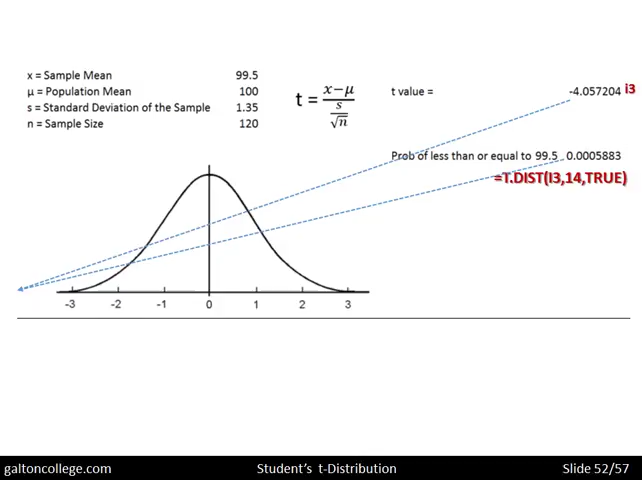 x = Sample Mean 99.5
μ = Population Mean 100
s = Standard Deviation of the Sample 1.35
n = Sample Size 120
t = x−μ / s / √n
t value = -4.057204 i3
Prob of less than or equal to 99.5 0.0005883
=T.DIST(I3,14,TRUE)
-3 -2 -1 0 1 2 3
galtoncollege.com Student's t-Distribution Slide 52/57